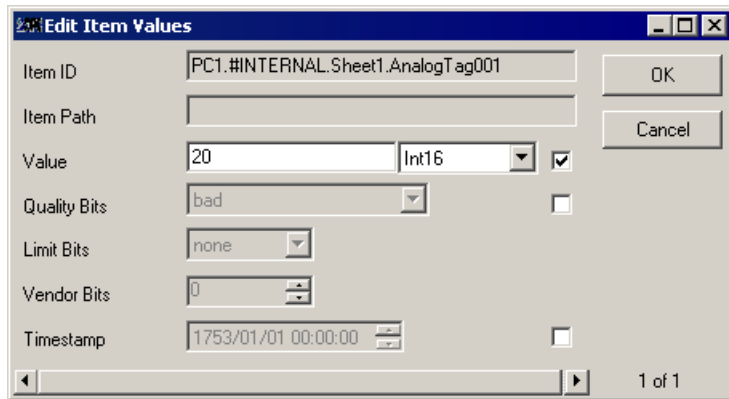 Edit Item Values
Item ID PC1.#INTERNAL.Sheet1.AnalogTag001 OK
Item Path
Cancel
Value 20 Int16
Quality Bits bad
Limit Bits none
Vendor Bits 0
Timestamp 1753/01/01 00:00:00
1 of 1